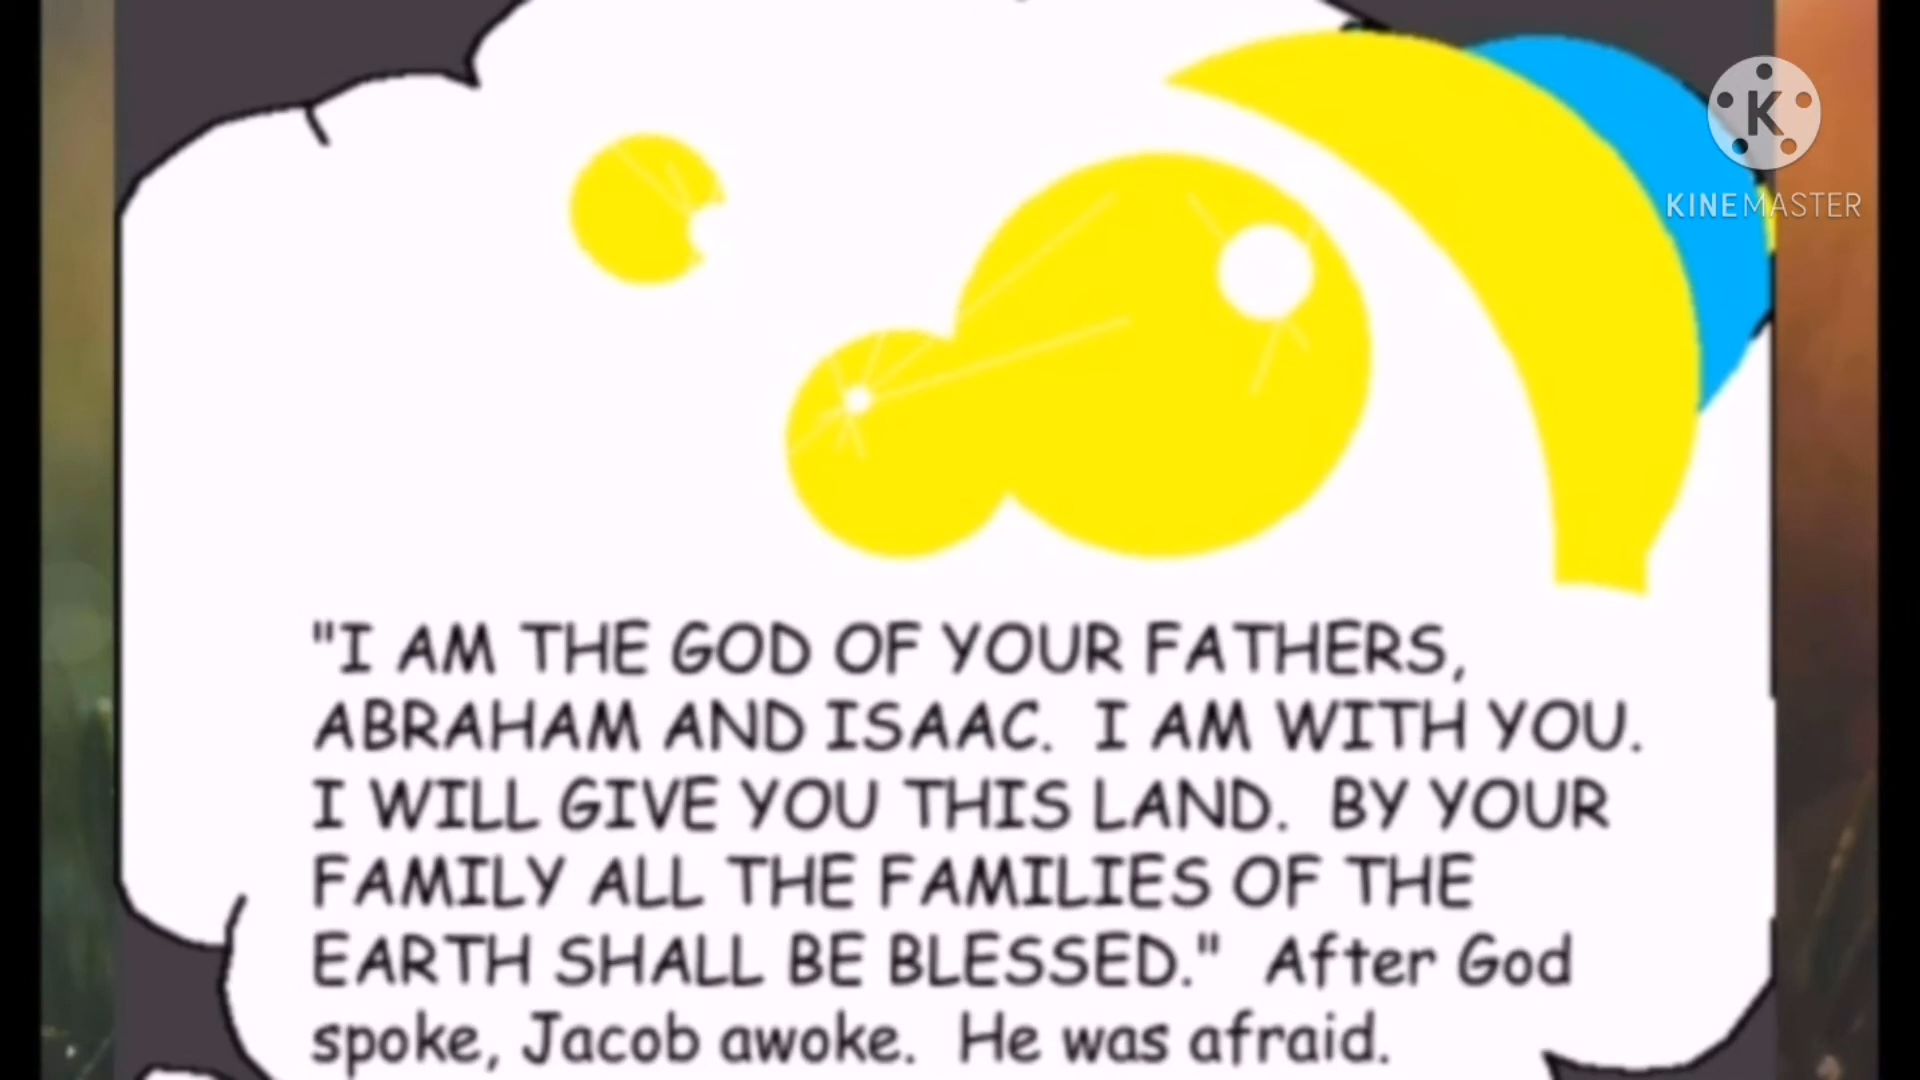 K
KINEMASTER
"I AM THE GOD OF YOUR FATHERS,
ABRAHAM AND ISAAC.  I AM WITH YOU.
I WILL GIVE YOU THIS LAND.  BY YOUR
FAMILY ALL THE FAMILIES OF THE
EARTH SHALL BE BLESSED."  After God
spoke, Jacob awoke.  He was afraid.